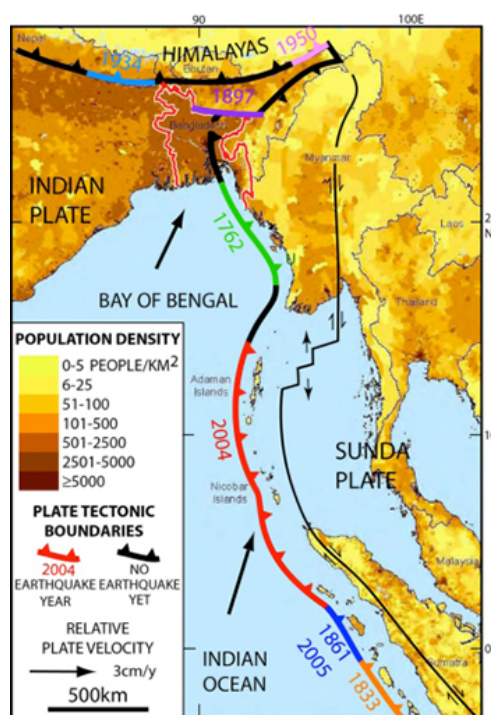 90
100E
Nepal
HIMALAYAS
1950
1934
Bhutan
1897
Bangladesh
INDIAN
PLATE
Myanmar
1762
2
N
Laos
BAY OF BENGAL
Thailand
POPULATION DENSITY
0-5 PEOPLE/KM2
6-25
51-100
101-500
501-2500
2501-5000
≥5000
Adaman
Islands
2004
SUNDA
PLATE
10
Nicobar
Islands
PLATE TECTONIC
BOUNDARIES
2004
EARTHQUAKE
YEAR
NO
EARTHQUAKE
YET
Malaysia
RELATIVE
PLATE VELOCITY
3cm/y
500km
INDIAN
OCEAN
1861
2005
1833
0
Sumatra